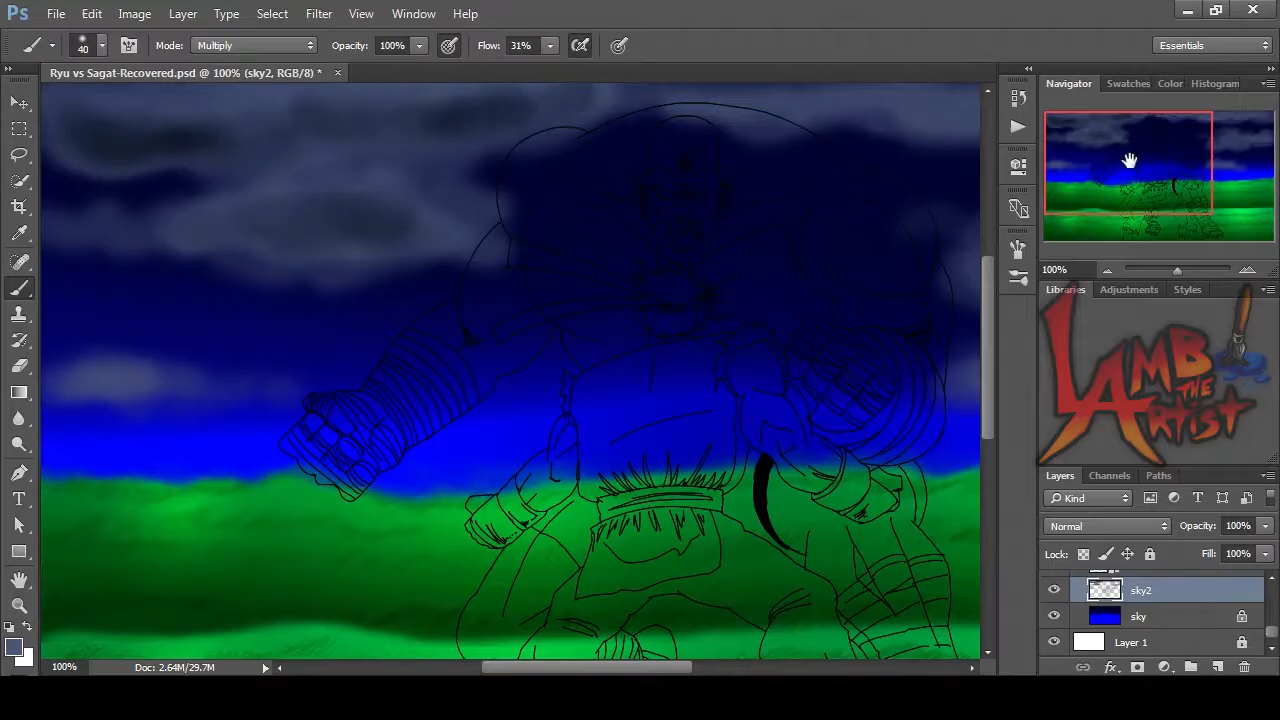 Ps File Edit Image Layer Type Select Filter View Window Help
40 Mode: Multiply Opacity: 100% Flow: 31% Essentials
Ryu vs Sagat-Recovered.psd @ 100% (sky2, RGB/8) * x
Navigator Swatches Color Histogram
100%
Libraries Adjustments Styles
LAMB
THE
ARTIST
Layers Channels Paths
Kind
Normal Opacity: 100%
Lock: Fill: 100%
sky2
sky
Layer 1
100% Doc: 2.64M/29.7M